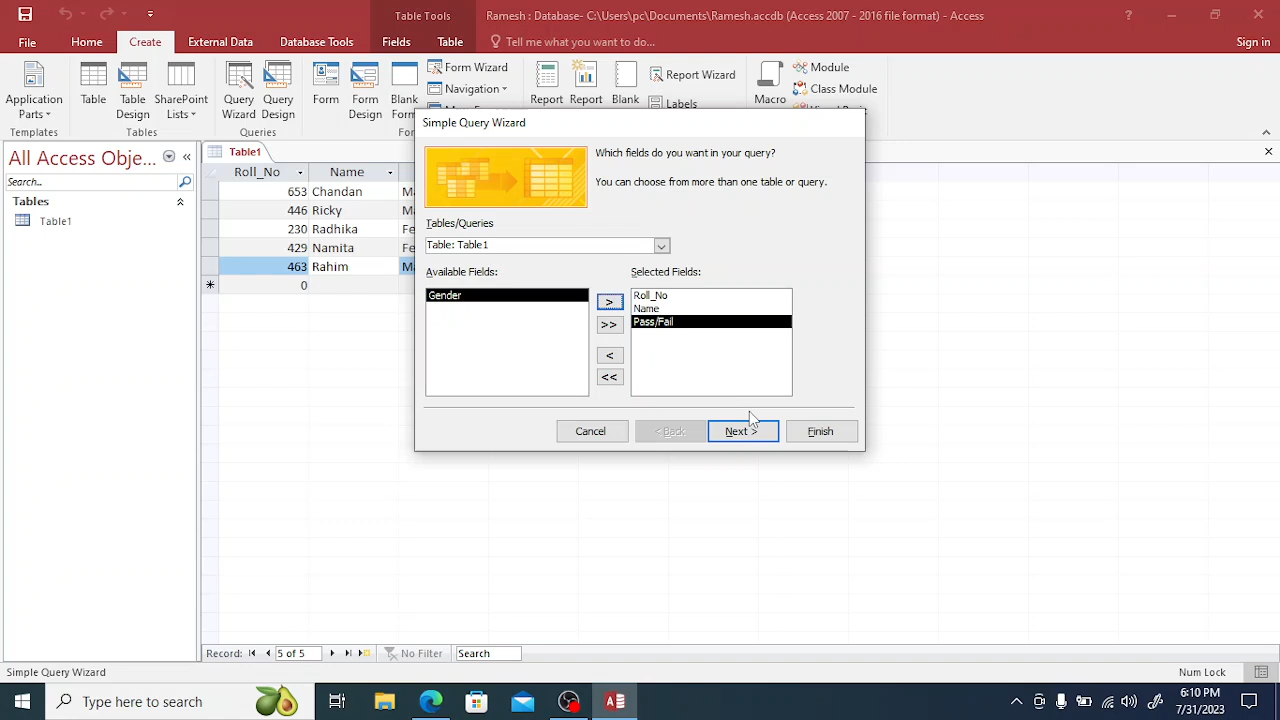 Table Tools
Ramesh : Database- C:\Users\pc\Documents\Ramesh.accdb (Access 2007 - 2016 file format) - Access
File
Home
Create
External Data
Database Tools
Fields
Table
Tell me what you want to do...
Sign in
Application Parts
Table
Table Design
SharePoint Lists
Query Wizard
Query Design
Form
Form Design
Blank
Form Wizard
Navigation
Report
Report
Blank
Report Wizard
Labels
Macro
Module
Class Module
Templates
Tables
Queries
Simple Query Wizard
All Access Obje...
Search...
Tables
Table1
Table1
Roll_No Name
653 Chandan
446 Ricky
230 Radhika
429 Namita
463 Rahim
0
Which fields do you want in your query?
You can choose from more than one table or query.
Tables/Queries
Table: Table1
Available Fields:
Gender
>
>>
<
<<
Selected Fields:
Roll_No
Name
Pass/Fail
Cancel
< Back
Next >
Finish
Record:
5 of 5
No Filter
Search
Simple Query Wizard
Num Lock
Type here to search
6:10 PM
7/31/2023